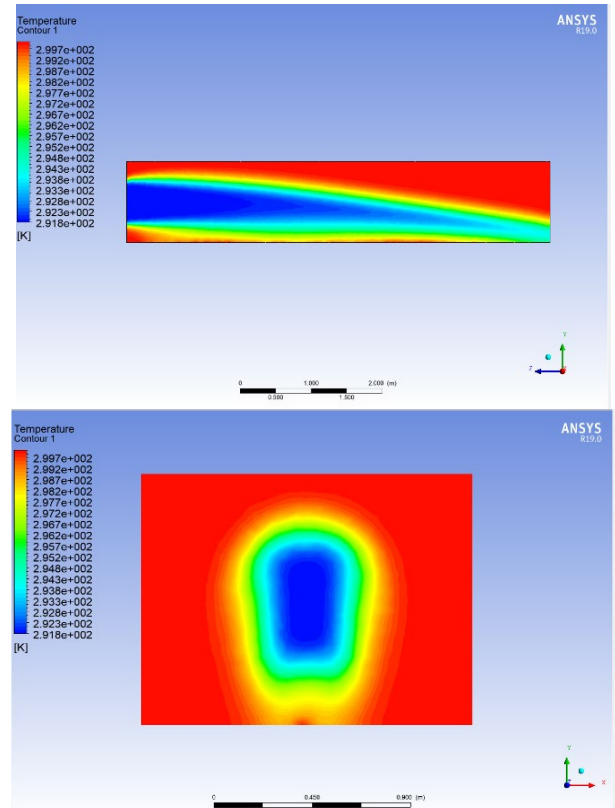 Temperature
Contour 1
ANSYS
R19.0
2.997e+002
2.992e+002
2.987e+002
2.982e+002
2.977e+002
2.972e+002
2.967e+002
2.962e+002
2.957e+002
2.952e+002
2.948e+002
2.943e+002
2.938e+002
2.933e+002
2.928e+002
2.923e+002
2.918e+002
[K]
Y
Z
0 1.000 2.000 (m)
0.500 1.500
Temperature
Contour 1
ANSYS
R19.0
2.997e+002
2.992e+002
2.987e+002
2.982e+002
2.977e+002
2.972e+002
2.967e+002
2.962e+002
2.957e+002
2.952e+002
2.948e+002
2.943e+002
2.938e+002
2.933e+002
2.928e+002
2.923e+002
2.918e+002
[K]
Y
X
0 0.450 0.900 (m)